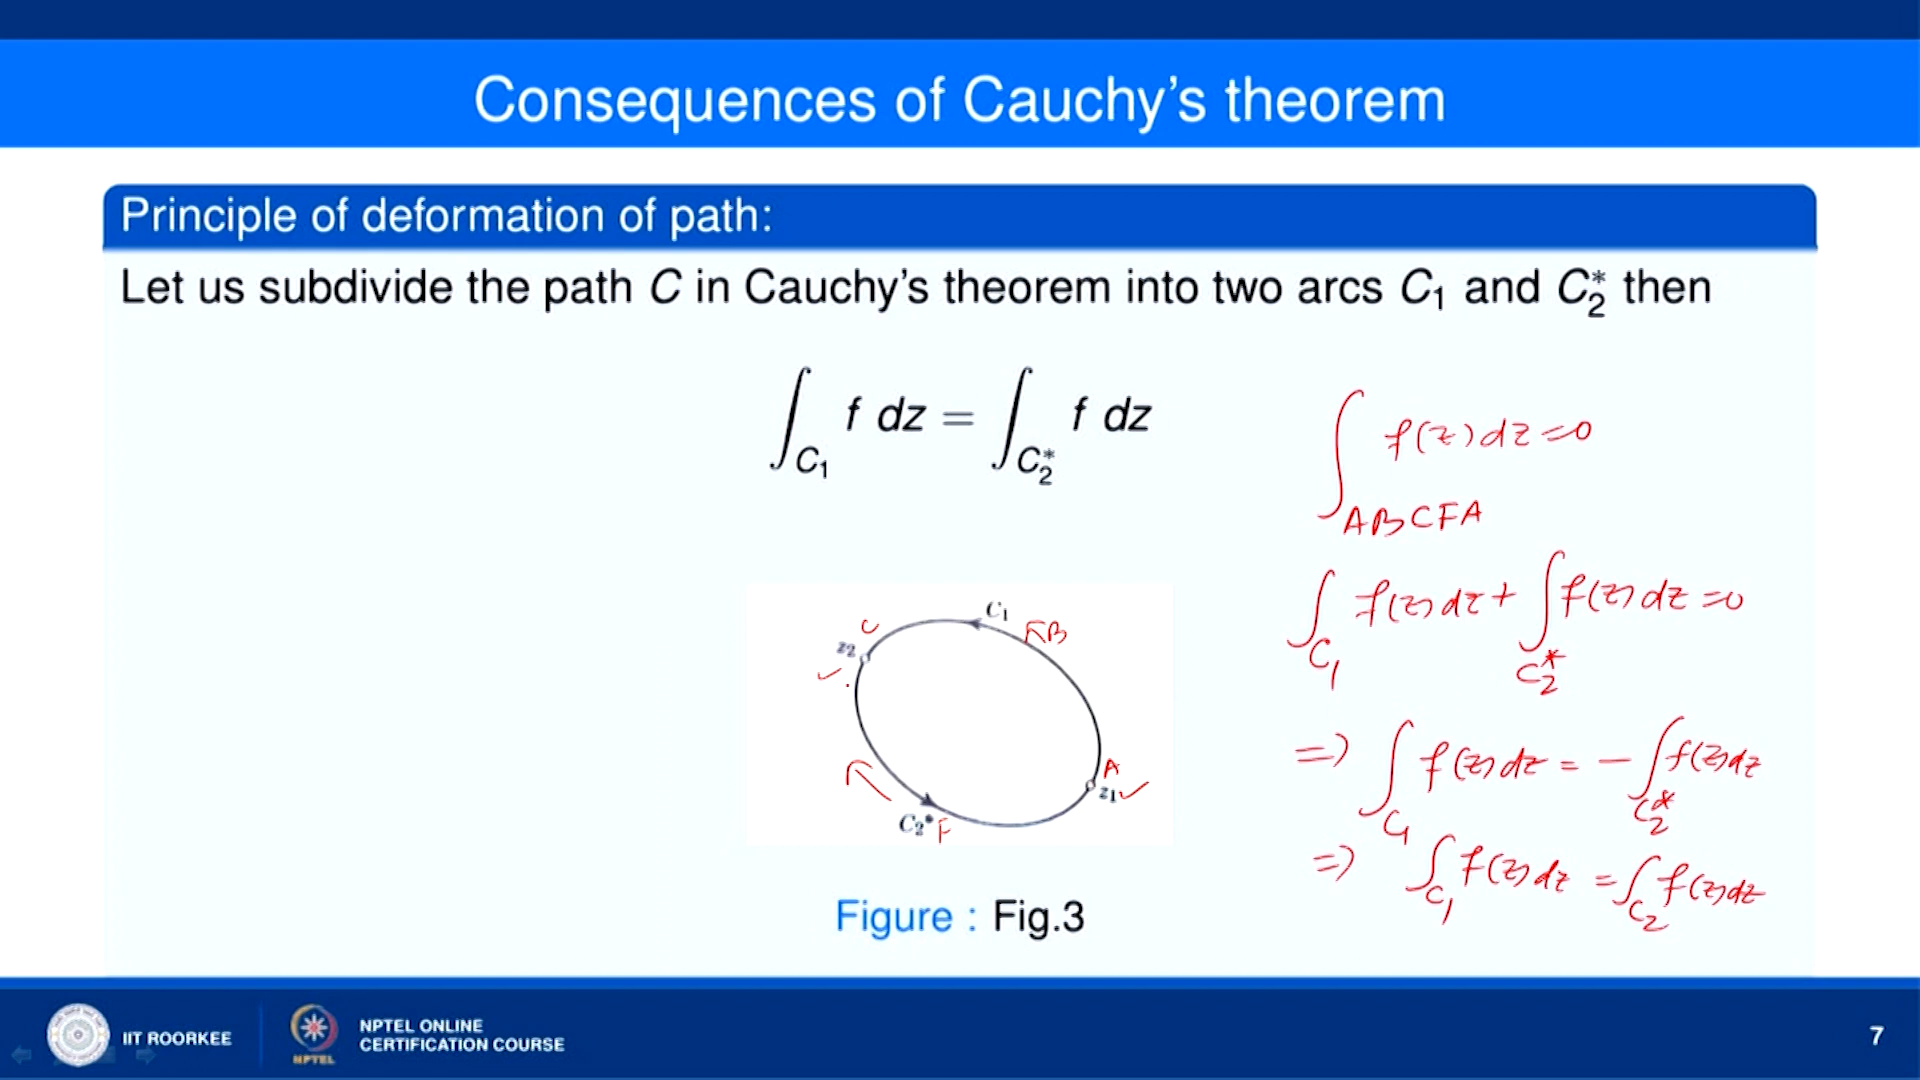 Consequences of Cauchy's theorem
Principle of deformation of path:
Let us subdivide the path C in Cauchy's theorem into two arcs C₁ and C₂* then
∫_C₁ f dz = ∫_C₂* f dz
∫_ABCFA f(z)dz=0
∫_C₁ f(z)dz + ∫_C₂* f(z)dz =0
=> ∫_C₁ f(z)dz = - ∫_C₂* f(z)dz
=> ∫_C₁ f(z)dz = ∫_C₂ f(z)dz
C₁
B
C
z₂
A
z₁
C₂*
F
Figure : Fig.3
IIT ROORKEE
NPTEL
NPTEL ONLINE
CERTIFICATION COURSE
7